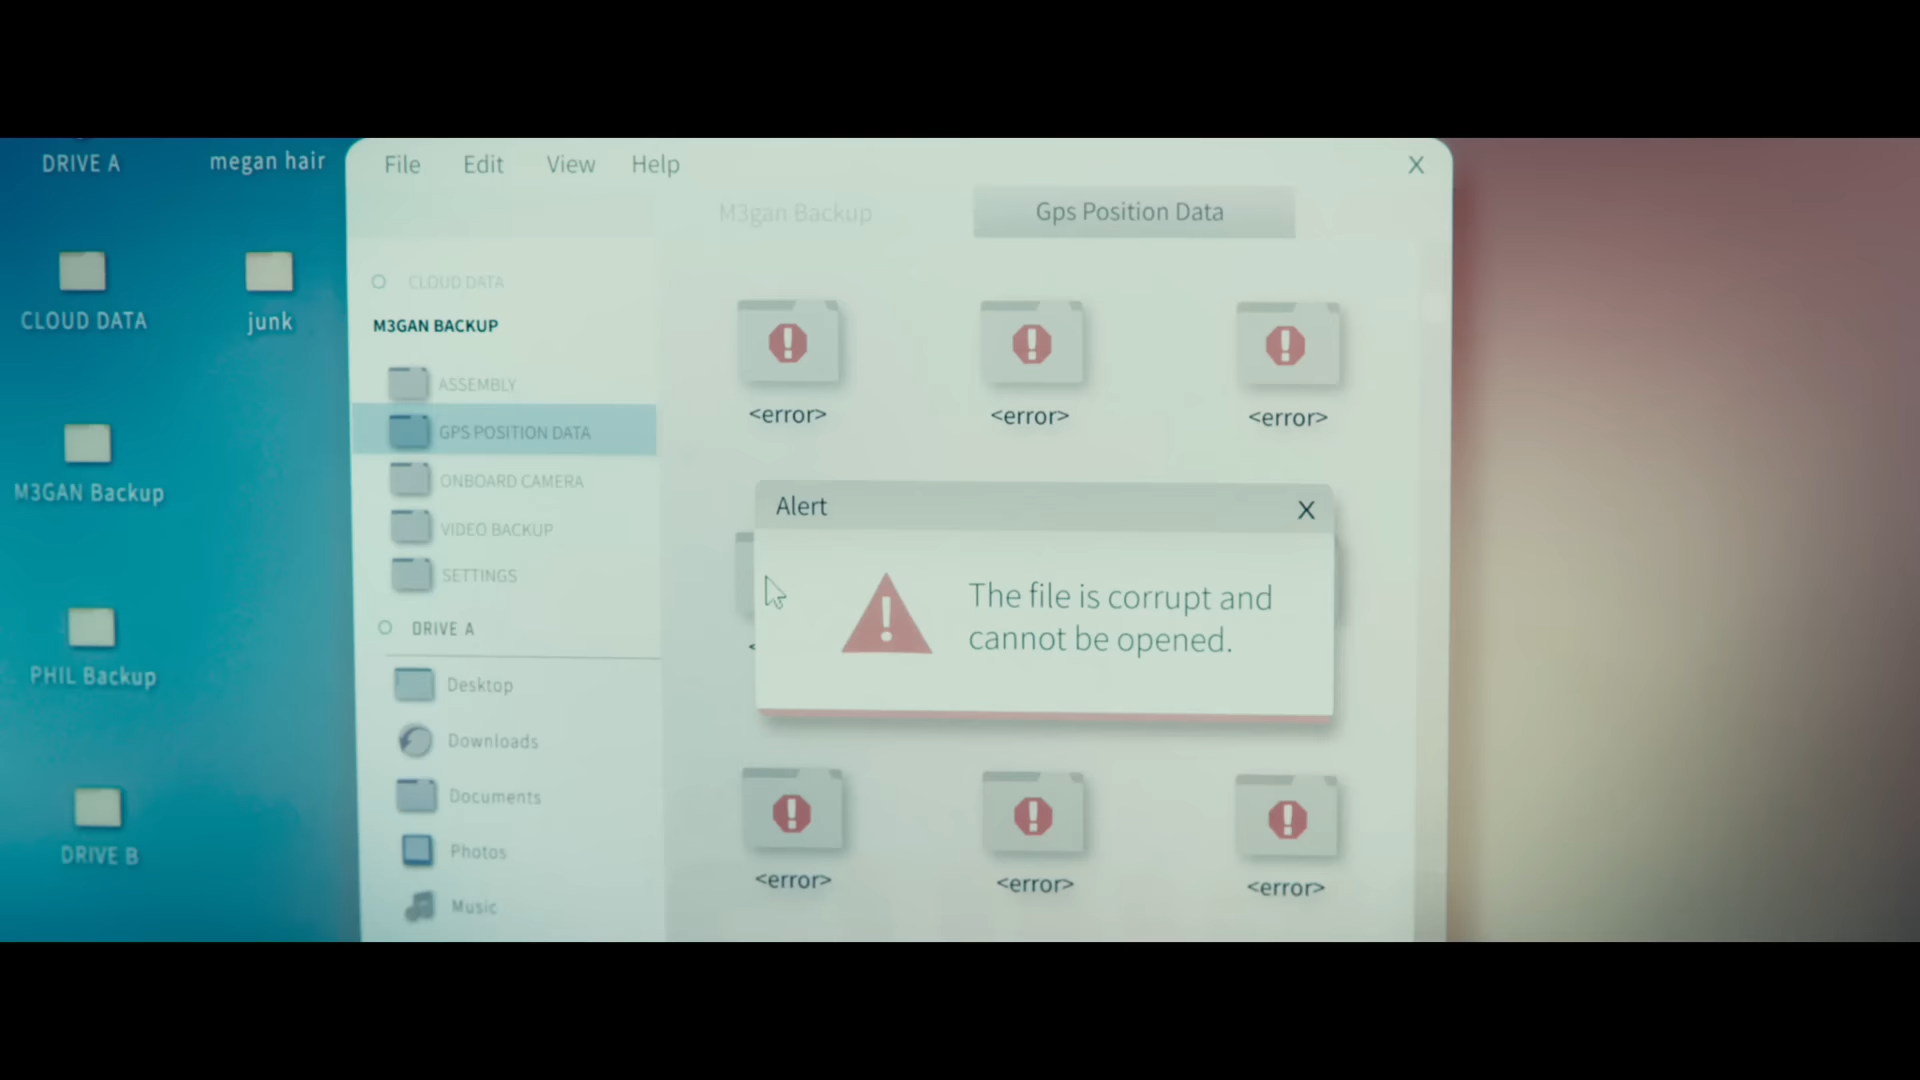 DRIVE A
megan hair
CLOUD DATA
junk
M3GAN Backup
PHIL Backup
DRIVE B
File Edit View Help X
M3gan Backup
Gps Position Data
CLOUD DATA
M3GAN BACKUP
ASSEMBLY
GPS POSITION DATA
ONBOARD CAMERA
VIDEO BACKUP
SETTINGS
DRIVE A
Desktop
Downloads
Documents
Photos
Music
<error> <error> <error>
Alert X
The file is corrupt and
cannot be opened.
<error> <error> <error>